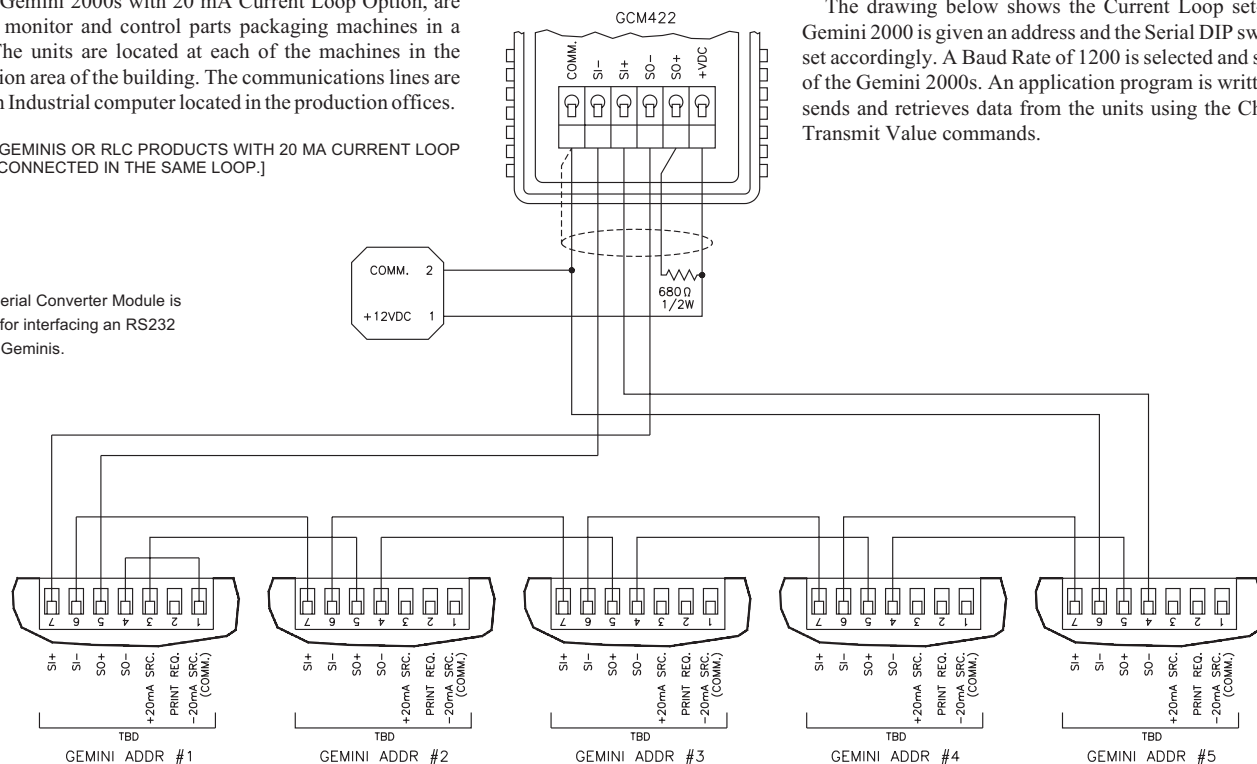 Gemini 2000s with 20 mA Current Loop Option, are
monitor and control parts packaging machines in a
The units are located at each of the machines in the
ion area of the building. The communications lines are
n Industrial computer located in the production offices.
GEMINIS OR RLC PRODUCTS WITH 20 MA CURRENT LOOP
CONNECTED IN THE SAME LOOP.]
erial Converter Module is
for interfacing an RS232
Geminis.
The drawing below shows the Current Loop set-
Gemini 2000 is given an address and the Serial DIP sw
set accordingly. A Baud Rate of 1200 is selected and s
of the Gemini 2000s. An application program is writt
sends and retrieves data from the units using the Ch
Transmit Value commands.
GCM422
COMM.
SI-
SI+
SO-
SO+
+VDC
COMM. 2
+12VDC 1
680Ω
1/2W
7 6 5 4 3 2 1
SI+
SI-
SO+
SO-
+20mA SRC.
PRINT REQ.
-20mA SRC.
(COMM.)
TBD
GEMINI ADDR #1
7 6 5 4 3 2 1
SI+
SI-
SO+
SO-
+20mA SRC.
PRINT REQ.
-20mA SRC.
(COMM.)
TBD
GEMINI ADDR #2
7 6 5 4 3 2 1
SI+
SI-
SO+
SO-
+20mA SRC.
PRINT REQ.
-20mA SRC.
(COMM.)
TBD
GEMINI ADDR #3
7 6 5 4 3 2 1
SI+
SI-
SO+
SO-
+20mA SRC.
PRINT REQ.
-20mA SRC.
(COMM.)
TBD
GEMINI ADDR #4
7 6 5 4 3 2 1
SI+
SI-
SO+
SO-
+20mA SRC.
PRINT REQ.
-20mA SRC.
(COMM.)
TBD
GEMINI ADDR #5